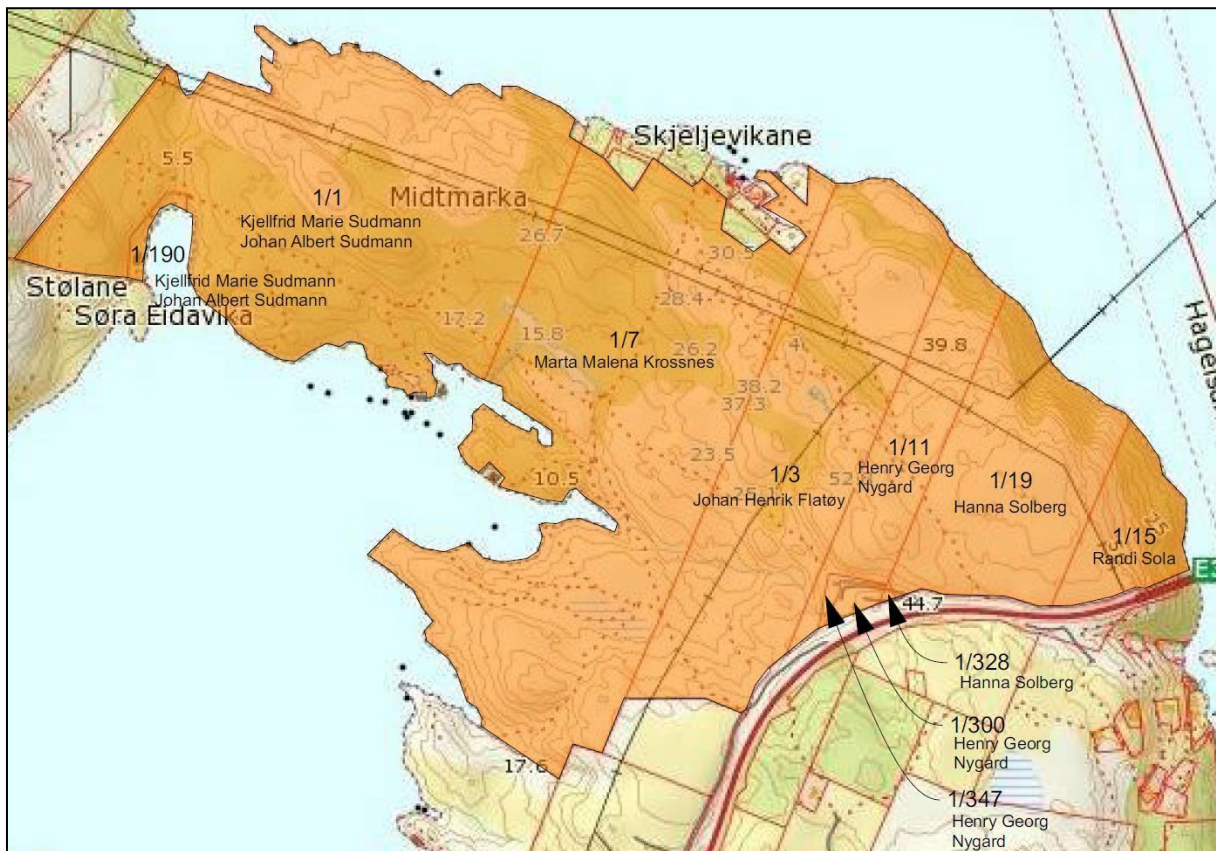 Skjeljevikane
5.5
1/1
Midtmarka
Kjellfrid Marie Sudmann
Johan Albert Sudmann
26.7
30.5
1/190
Kjellfrid Marie Sudmann
Johan Albert Sudmann
Stølane
Søra Eidavika
28.4
17.2
15.8
1/7
26.2
39.8
Marta Malena Krossnes
38.2
37.3
23.5
1/11
Henry Georg
Nygård
10.5
1/3
Johan Henrik Flatøy
1/19
Hanna Solberg
1/15
Randi Sola
44.7
1/328
Hanna Solberg
1/300
Henry Georg
Nygård
17.6
1/347
Henry Georg
Nygård